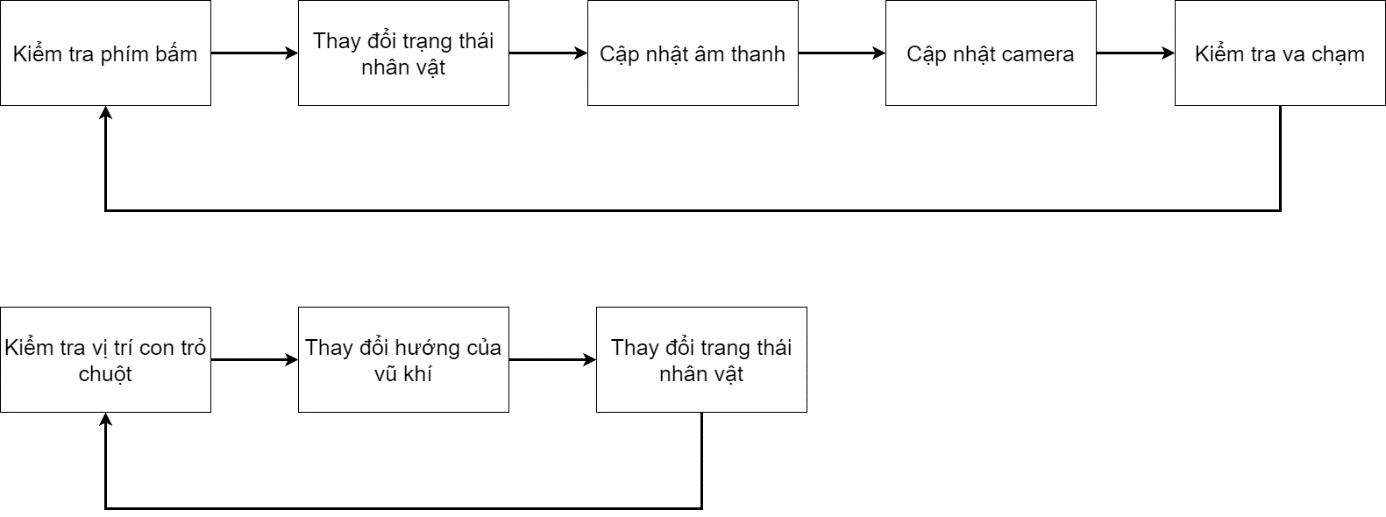 Kiểm tra phím bấm
Thay đổi trạng thái
nhân vật
Cập nhật âm thanh
Cập nhật camera
Kiểm tra va chạm
Kiểm tra vị trí con trỏ
chuột
Thay đổi hướng của
vũ khí
Thay đổi trang thái
nhân vật